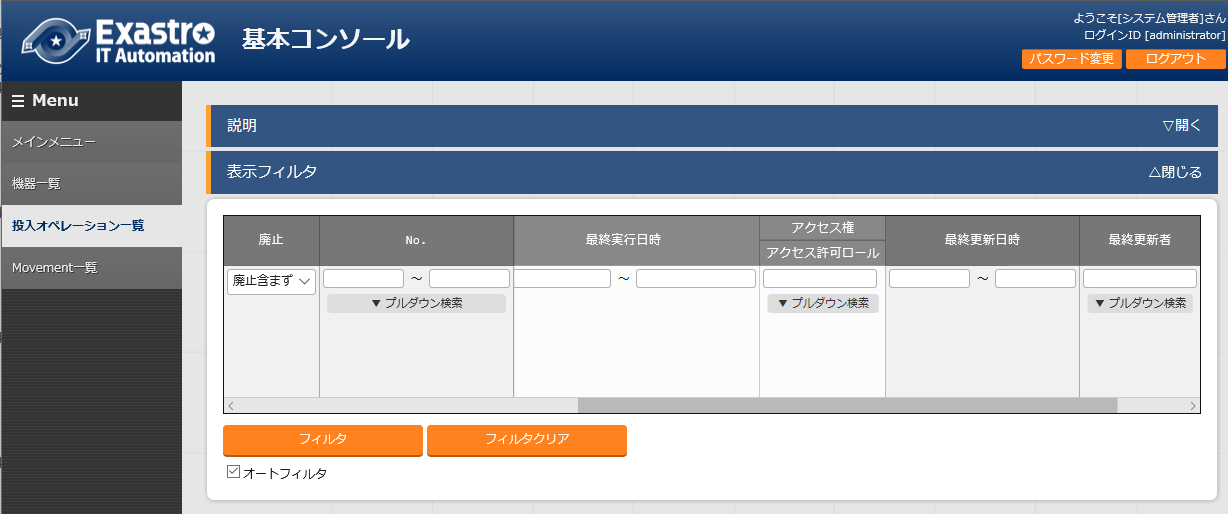 Exastro
IT Automation
基本コンソール
ようこそ[システム管理者]さん
ログインID [administrator]
パスワード変更
ログアウト
☰ Menu
メインメニュー
機器一覧
投入オペレーション一覧
Movement一覧
説明
▽開く
表示フィルタ
△閉じる
廃止
No.
最終実行日時
アクセス権
アクセス許可ロール
最終更新日時
最終更新者
廃止含まず
～
～
～
▼ プルダウン検索
▼ プルダウン検索
▼ プルダウン検索
フィルタ
フィルタクリア
オートフィルタ